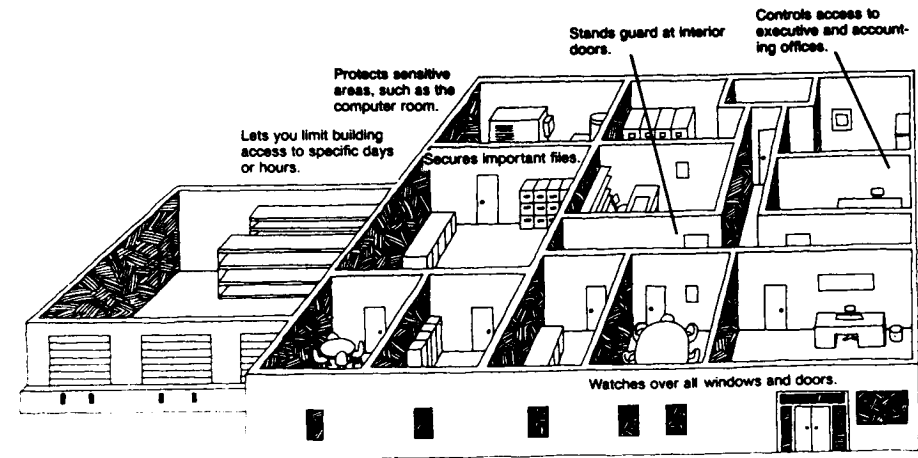 Controls access to
executive and account-
ing offices.
Stands guard at interior
doors.
Protects sensitive
areas, such as the
computer room.
Lets you limit building
access to specific days
or hours.
Secures important files.
Watches over all windows and doors.